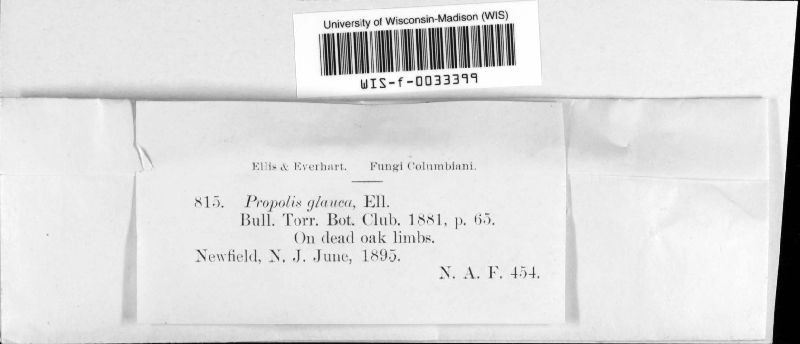 University of Wisconsin-Madison (WIS)
WIS-f-0033399
Ellis & Everhart. Fungi Columbiani.
815. Propolis glauca, Ell.
Bull. Torr. Bot. Club. 1881, p. 65.
On dead oak limbs.
Newfield, N. J. June, 1895.
N. A. F. 454.